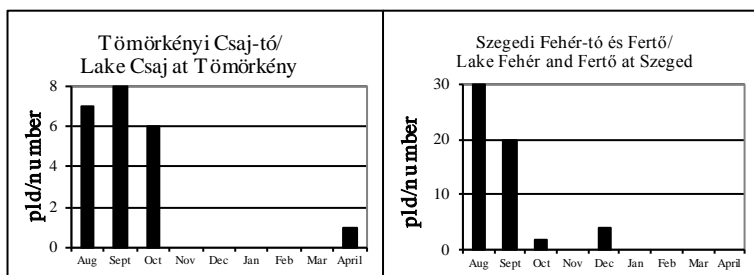 Tömörkényi Csaj-tó/
Lake Csaj at Tömörkény
pld/number
8
6
4
2
0
Aug Sept Oct Nov Dec Jan Feb Mar April
Szegedi Fehér-tó és Fertő/
Lake Fehér and Fertő at Szeged
pld/number
30
20
10
0
Aug Sept Oct Nov Dec Jan Feb Mar April